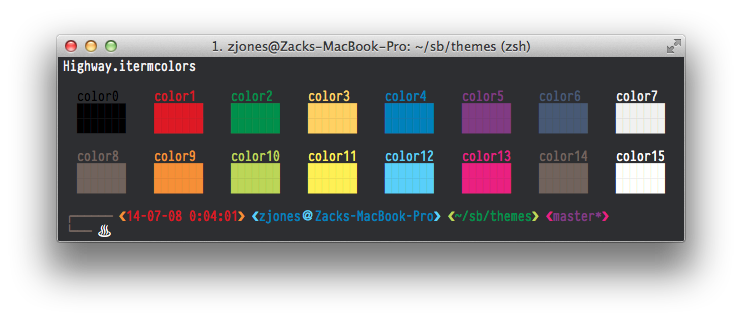 1. zjones@Zacks-MacBook-Pro: ~/sb/themes (zsh)
Highway.itermcolors
color0 color1 color2 color3 color4 color5 color6 color7
color8 color9 color10 color11 color12 color13 color14 color15
❮14-07-08 0:04:01❯ ❮zjones@Zacks-MacBook-Pro❯ ❮~/sb/themes❯ ❮master*❯